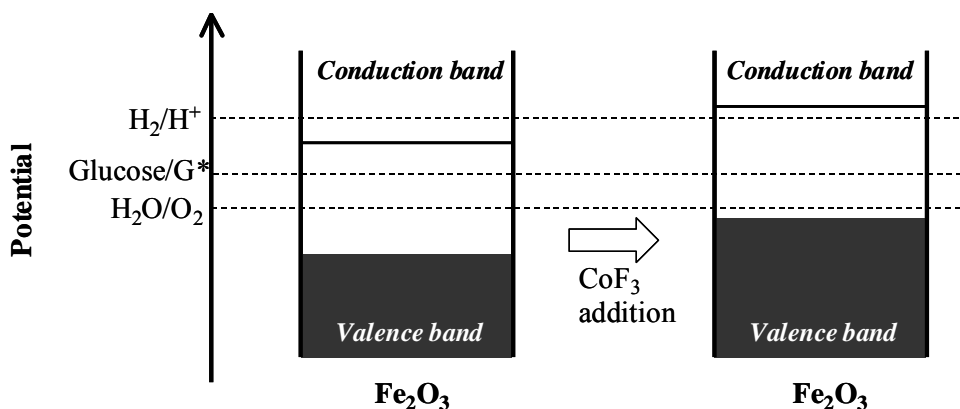 Potential
H₂/H⁺
Glucose/G*
H₂O/O₂
Conduction band
Valence band
Fe₂O₃
CoF₃
addition
Conduction band
Valence band
Fe₂O₃